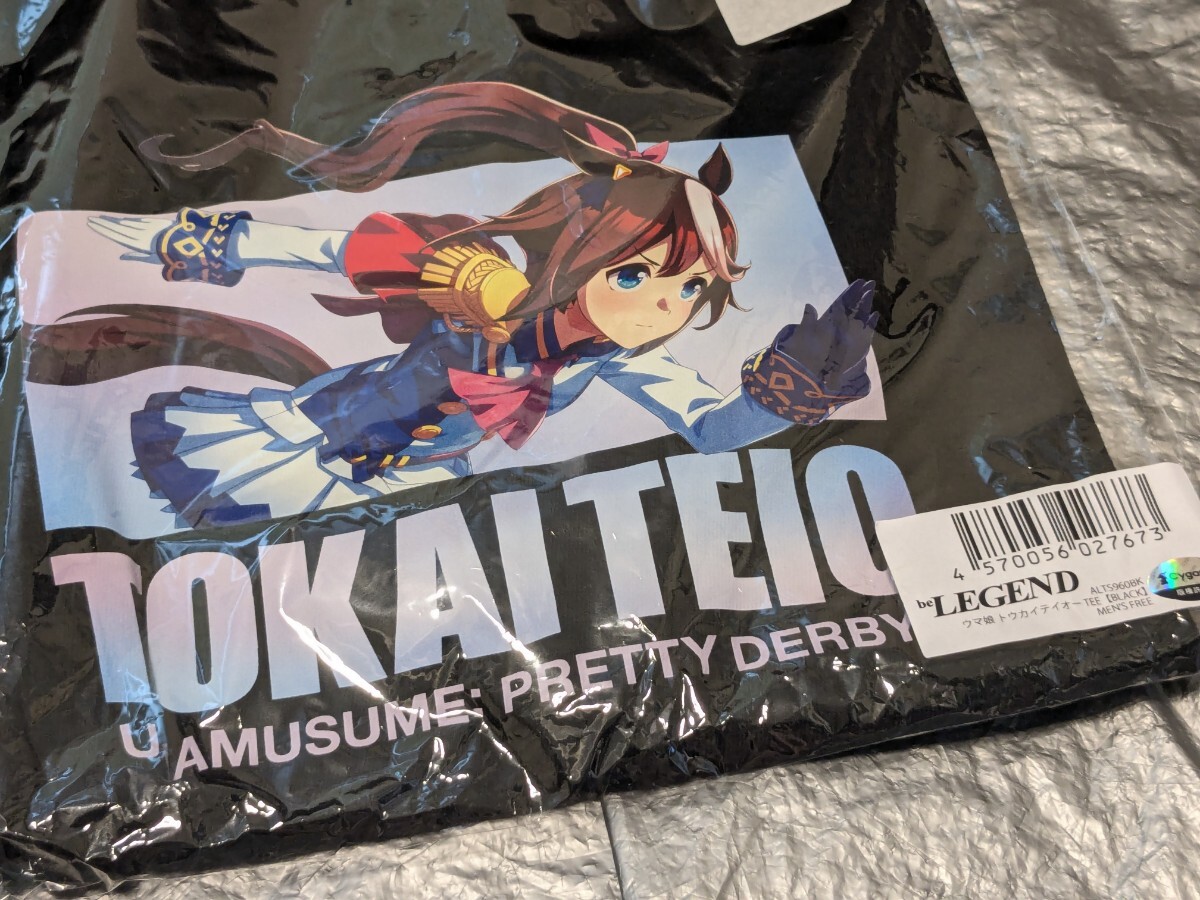 TOKAI TEIO
UMAMUSUME: PRETTY DERBY
4 570056 027673
beLEGEND
ALTS960BK
ウマ娘 トウカイテイオーTEE【BLACK】
MEN'S FREE